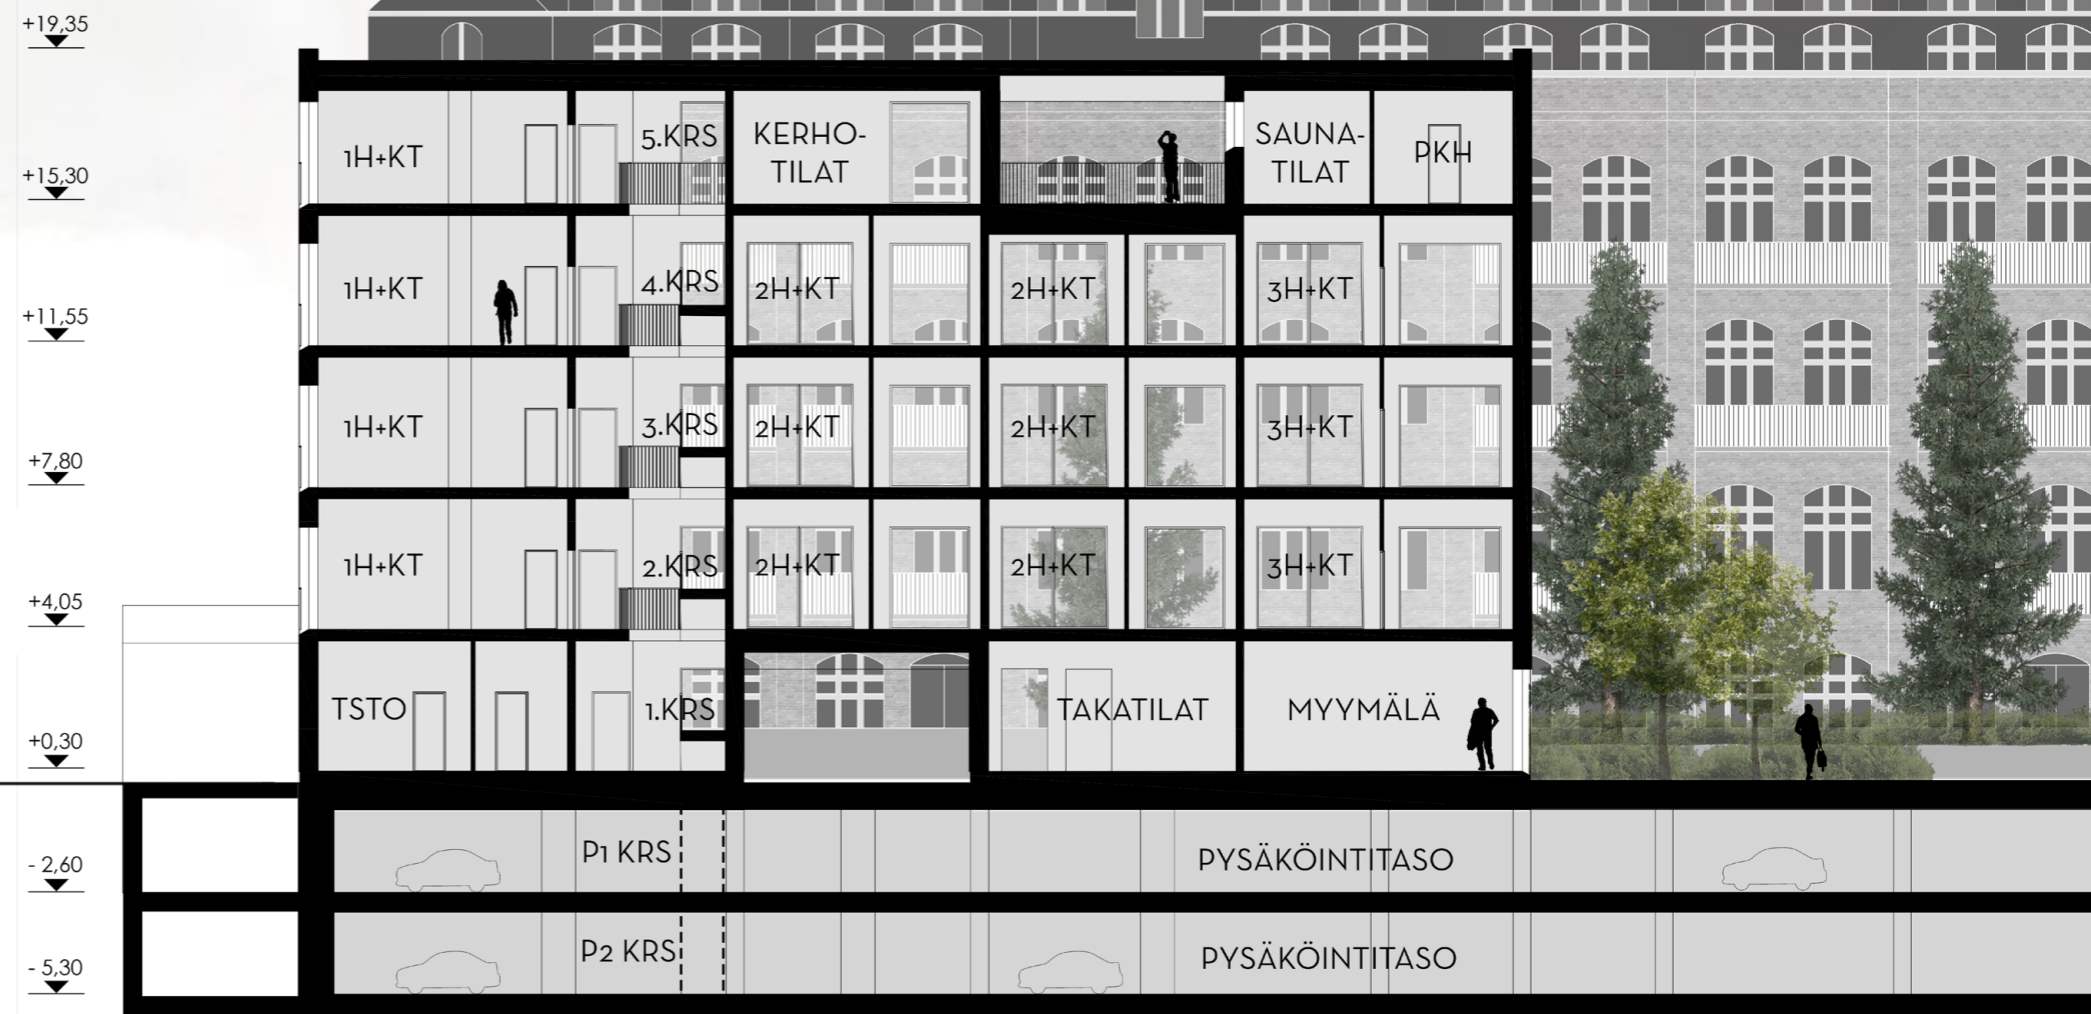 +19,35
5.KRS
KERHO-
TILAT
SAUNA-
TILAT
1H+KT
PKH
+15,30
4.KRS
1H+KT
2H+KT
2H+KT
3H+KT
+11,55
3.KRS
1H+KT
2H+KT
2H+KT
3H+KT
+7,80
2.KRS
1H+KT
2H+KT
2H+KT
3H+KT
+4,05
TSTO
1.KRS
TAKATILAT
MYYMÄLÄ
+0,30
P1 KRS
PYSÄKÖINTITASO
- 2,60
P2 KRS
PYSÄKÖINTITASO
- 5,30